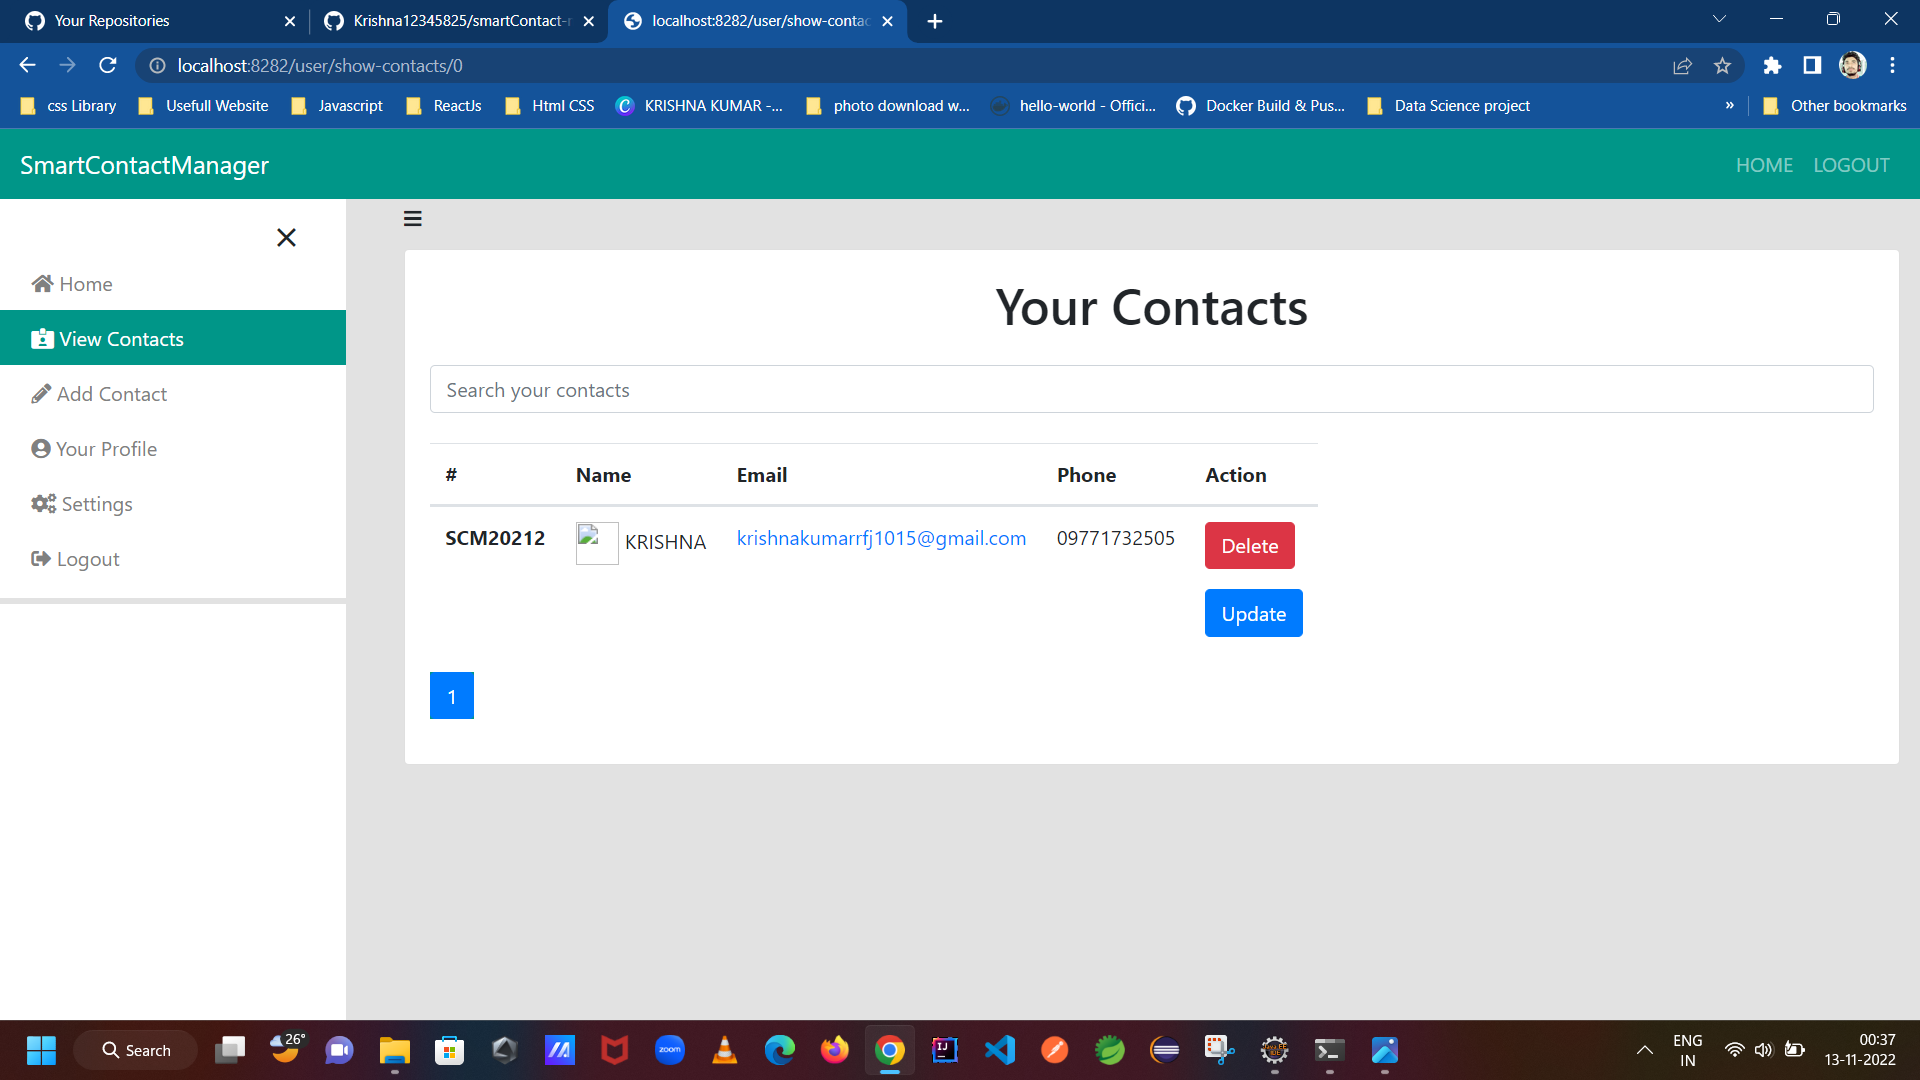 Your Repositories
Krishna12345825/smartContact-
localhost:8282/user/show-contac
localhost:8282/user/show-contacts/0
css Library
Usefull Website
Javascript
ReactJs
Html CSS
KRISHNA KUMAR -...
photo download w...
hello-world - Offici...
Docker Build & Pus...
Data Science project
»
Other bookmarks
SmartContactManager
HOME
LOGOUT
Home
View Contacts
Add Contact
Your Profile
Settings
Logout
Your Contacts
Search your contacts
# Name Email Phone Action
SCM20212 KRISHNA krishnakumarrfj1015@gmail.com 09771732505 Delete
Update
1
26°
Search
zoom
IJ
ENG
IN
00:37
13-11-2022